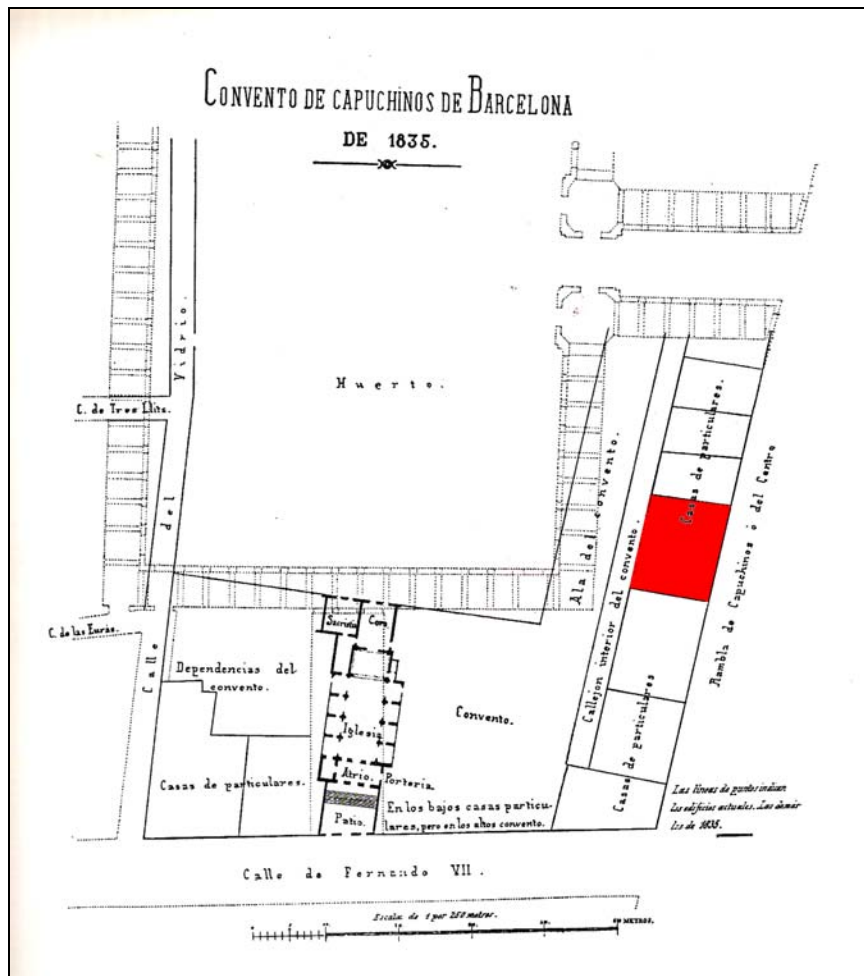 CONVENTO DE CAPUCHINOS DE BARCELONA
DE 1835.
Vidrio.
Huerto.
C. de Tres Llits.
del
Casas de particulares.
Ala del convento.
Callejon interior del convento.
Rambla de Capuchinos ó del Centro
C. de las Euras.
Calle
Sacristia
Coro
Dependencias del
convento.
Convento.
Iglesia
Casas de particulares
Casas de particulares.
Atrio.
Portería.
En los bajos casas particu-
lares, pero en los altos convento.
Patio.
Las líneas de puntos indican
los edificios actuales. Las demás
los de 1835.
Calle de Fernando VII.
Escala de 1 por 250 metros.
METROS.